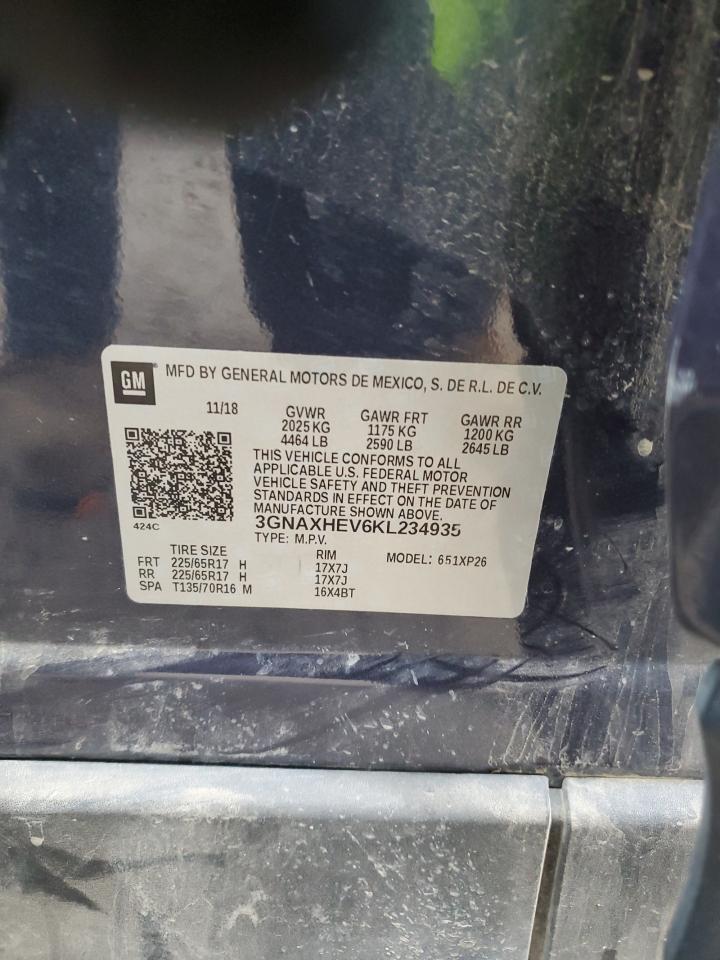 GM MFD BY GENERAL MOTORS DE MEXICO, S. DE R.L. DE C.V.
11/18 GVWR GAWR FRT GAWR RR
2025 KG 1175 KG 1200 KG
4464 LB 2590 LB 2645 LB
THIS VEHICLE CONFORMS TO ALL
APPLICABLE U.S. FEDERAL MOTOR
VEHICLE SAFETY AND THEFT PREVENTION
STANDARDS IN EFFECT ON THE DATE OF
MANUFACTURE SHOWN ABOVE.
424C 3GNAXHEV6KL234935
TYPE: M.P.V.
TIRE SIZE RIM MODEL: 651XP26
FRT 225/65R17 H 17X7J
RR 225/65R17 H 17X7J
SPA T135/70R16 M 16X4BT